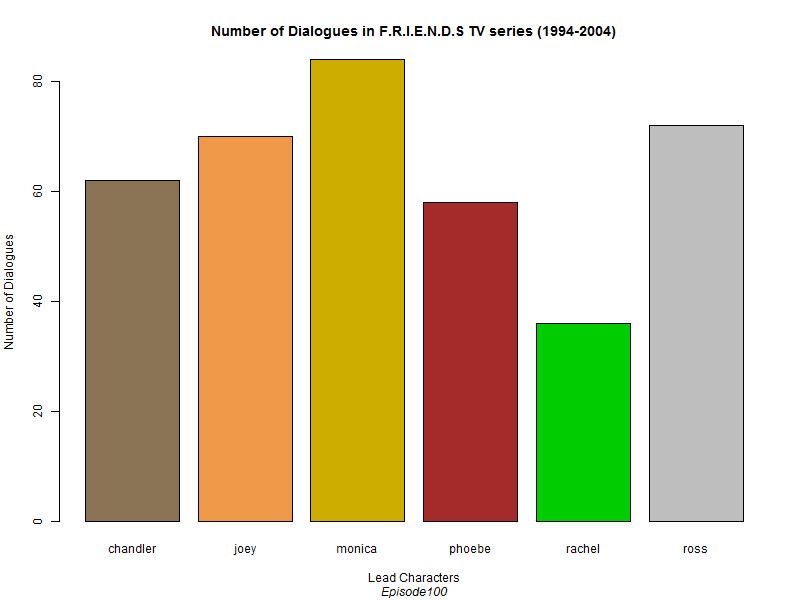 Number of Dialogues in F.R.I.E.N.D.S TV series (1994-2004)
Number of Dialogues
80
60
40
20
0
chandler joey monica phoebe rachel ross
Lead Characters
Episode100